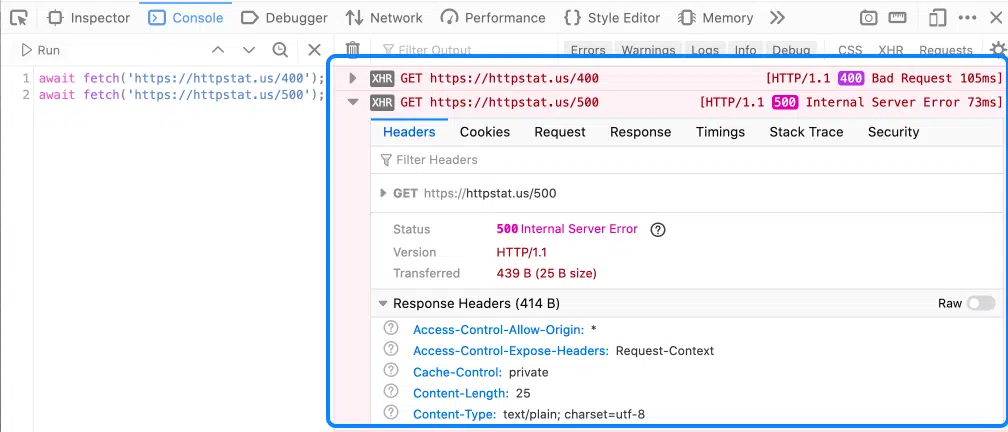 Inspector Console Debugger Network Performance Style Editor Memory
Run Filter Output Errors Warnings Logs Info Debug CSS XHR Requests
1 await fetch('https://httpstat.us/400');
2 await fetch('https://httpstat.us/500');
XHR GET https://httpstat.us/400 [HTTP/1.1 400 Bad Request 105ms]
XHR GET https://httpstat.us/500 [HTTP/1.1 500 Internal Server Error 73ms]
Headers Cookies Request Response Timings Stack Trace Security
Filter Headers
GET https://httpstat.us/500
Status 500 Internal Server Error ?
Version HTTP/1.1
Transferred 439 B (25 B size)
Response Headers (414 B) Raw
? Access-Control-Allow-Origin: *
? Access-Control-Expose-Headers: Request-Context
? Cache-Control: private
? Content-Length: 25
? Content-Type: text/plain; charset=utf-8